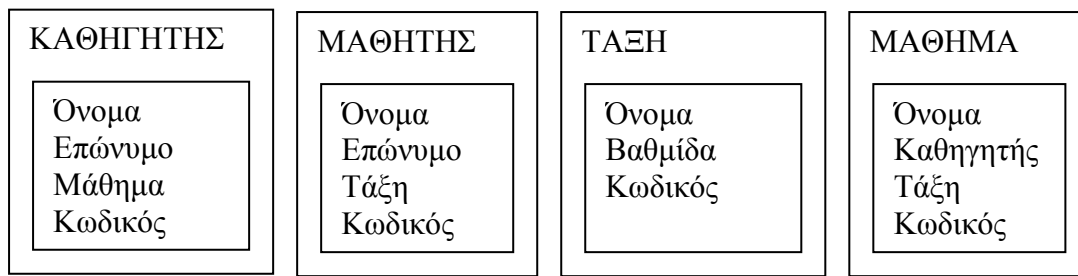 ΚΑΘΗΓΗΤΗΣ
Όνομα
Επώνυμο
Μάθημα
Κωδικός
ΜΑΘΗΤΗΣ
Όνομα
Επώνυμο
Τάξη
Κωδικός
ΤΑΞΗ
Όνομα
Βαθμίδα
Κωδικός
ΜΑΘΗΜΑ
Όνομα
Καθηγητής
Τάξη
Κωδικός